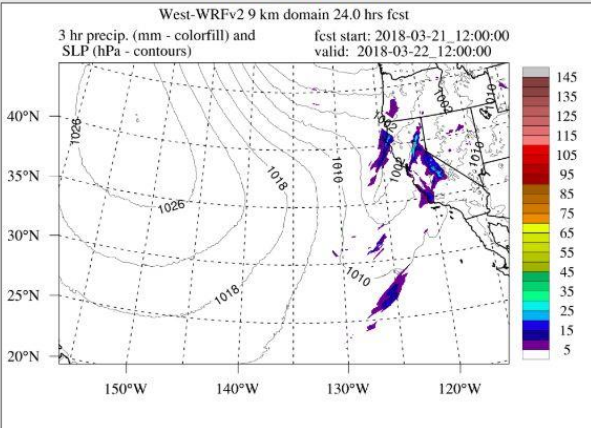 West-WRFv2 9 km domain 24.0 hrs fcst
3 hr precip. (mm - colorfill) and
SLP (hPa - contours)
fcst start: 2018-03-21_12:00:00
valid: 2018-03-22_12:00:00
40°N
35°N
30°N
25°N
20°N
150°W
140°W
130°W
120°W
1026
1026
1018
1018
1010
1010
1002
1002
1002
1010
1010
145
135
125
115
105
95
85
75
65
55
45
35
25
15
5